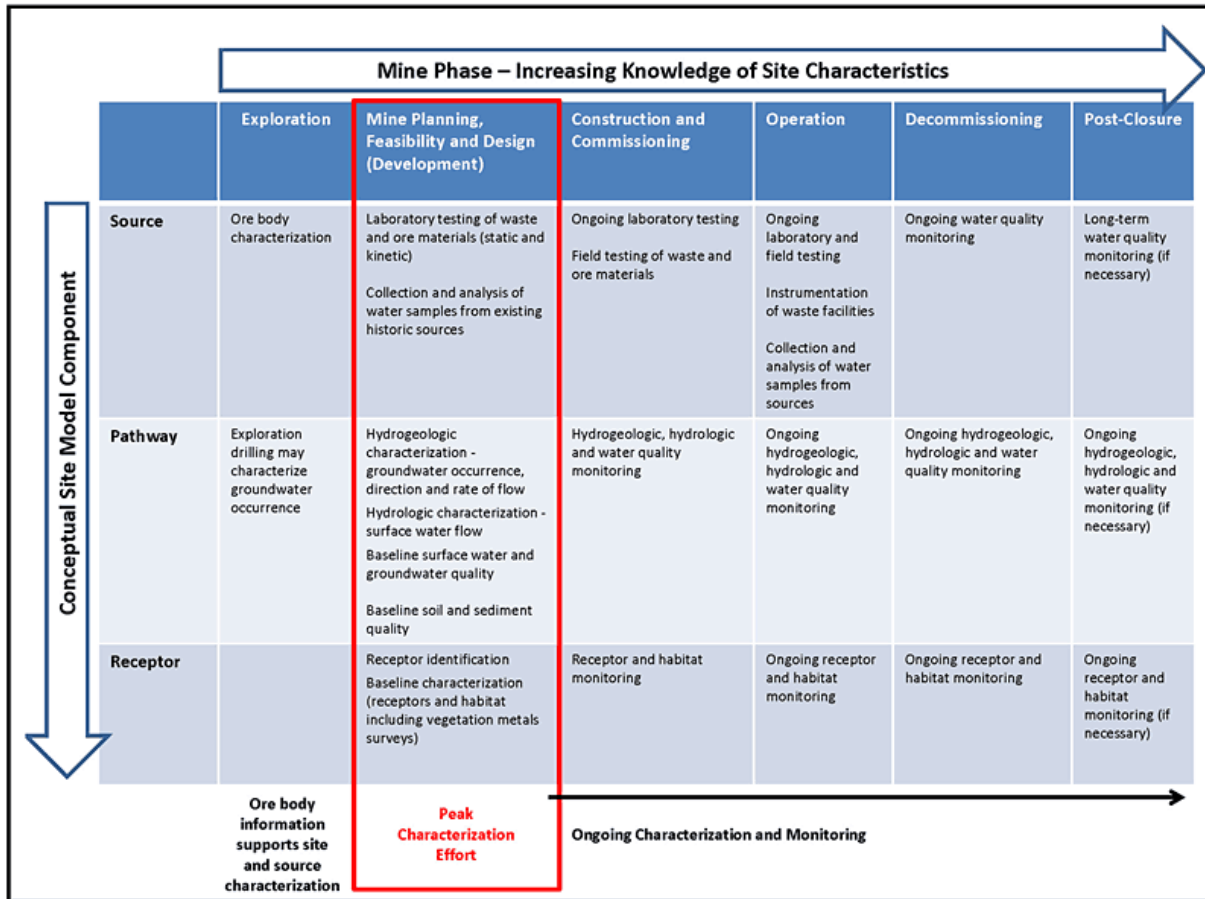 Mine Phase – Increasing Knowledge of Site Characteristics
Conceptual Site Model Component
Exploration
Mine Planning,
Feasibility and Design
(Development)
Construction and
Commissioning
Operation
Decommissioning
Post-Closure
Source
Ore body
characterization
Laboratory testing of waste
and ore materials (static and
kinetic)
Collection and analysis of
water samples from existing
historic sources
Ongoing laboratory testing
Field testing of waste and
ore materials
Ongoing
laboratory and
field testing
Instrumentation
of waste facilities
Collection and
analysis of water
samples from
sources
Ongoing water quality
monitoring
Long-term
water quality
monitoring (if
necessary)
Pathway
Exploration
drilling may
characterize
groundwater
occurrence
Hydrogeologic
characterization -
groundwater occurrence,
direction and rate of flow
Hydrologic characterization -
surface water flow
Baseline surface water and
groundwater quality
Baseline soil and sediment
quality
Hydrogeologic, hydrologic
and water quality
monitoring
Ongoing
hydrogeologic,
hydrologic and
water quality
monitoring
Ongoing hydrogeologic,
hydrologic and water
quality monitoring
Ongoing
hydrogeologic,
hydrologic and
water quality
monitoring (if
necessary)
Receptor
Receptor identification
Baseline characterization
(receptors and habitat
including vegetation metals
surveys)
Receptor and habitat
monitoring
Ongoing receptor
and habitat
monitoring
Ongoing receptor and
habitat monitoring
Ongoing
receptor and
habitat
monitoring (if
necessary)
Ore body
information
supports site
and source
characterization
Peak
Characterization
Effort
Ongoing Characterization and Monitoring